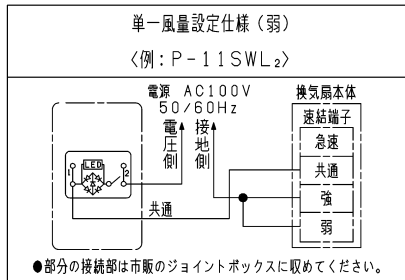 単一風量設定仕様（弱）
〈例：P-11SWL₂〉
電源 AC100V
50/60Hz
電圧側
接地側
換気扇本体
速結端子
急速
共通
強
弱
LED
1
2
共通
●部分の接続部は市販のジョイントボックスに収めてください。